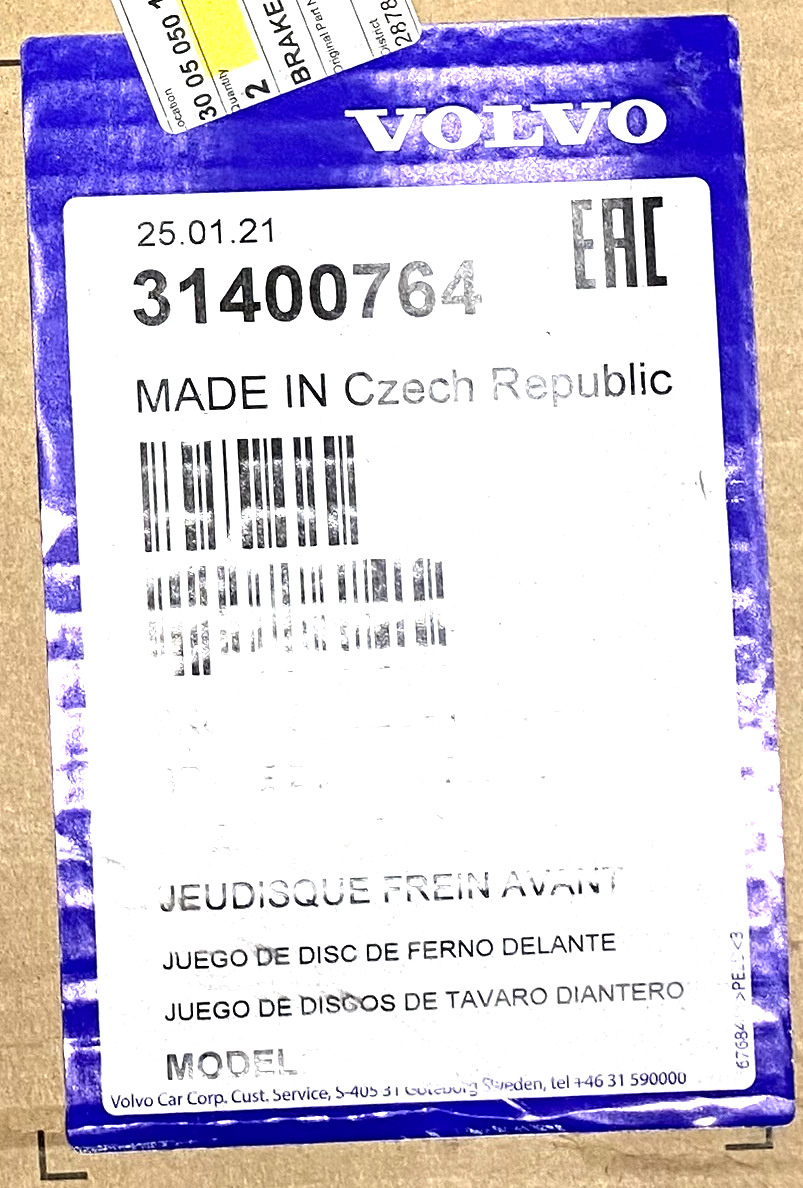 30 05 050 1
Quantity
2
BRAKE
Original Part N
Distinct
2878
VOLVO
25.01.21
EAC
31400764
MADE IN Czech Republic
JEUDISQUE FREIN AVANT
JUEGO DE DISC DE FERNO DELANTE
JUEGO DE DISCOS DE TAVARO DIANTERO
MODEL
Volvo Car Corp. Cust. Service, S-405 31 Göteborg Sweden, tel +46 31 590000